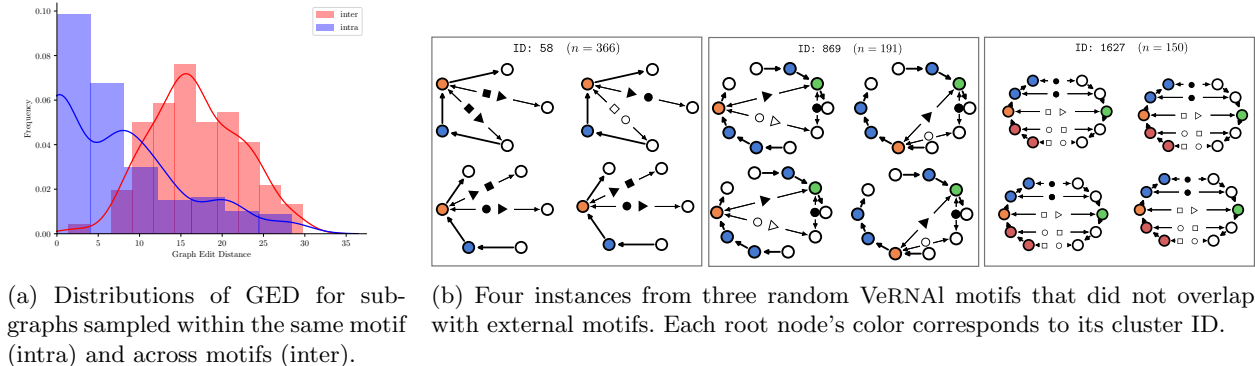 inter
intra
0.10
0.08
0.06
0.04
0.02
0.00
Frequency
0 5 10 15 20 25 30 35
Graph Edit Distance
ID: 58 (n = 366)
ID: 869 (n = 191)
ID: 1627 (n = 150)
(a) Distributions of GED for sub-
graphs sampled within the same motif
(intra) and across motifs (inter).
(b) Four instances from three random VeRNAl motifs that did not overlap
with external motifs. Each root node's color corresponds to its cluster ID.